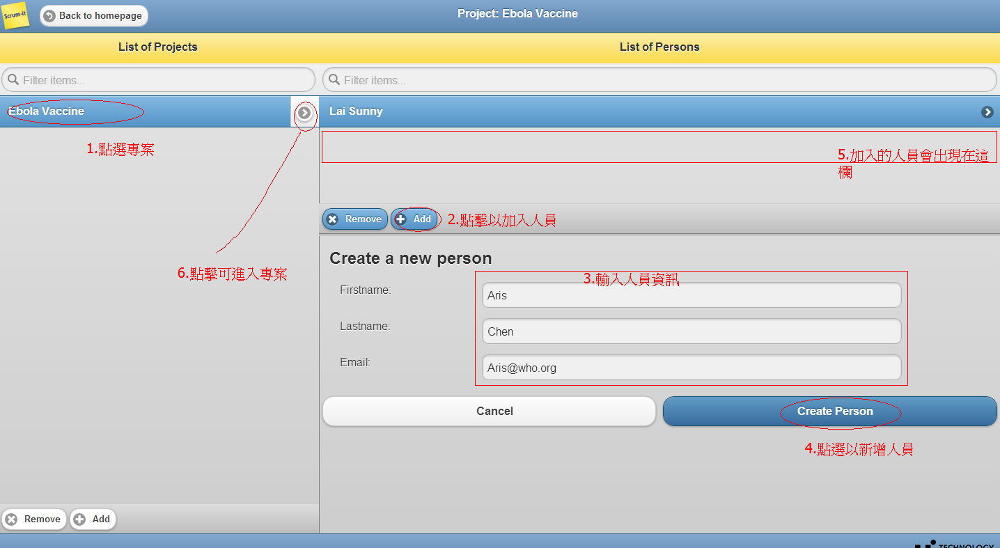 Scrum-it
Back to homepage
Project: Ebola Vaccine
List of Projects
List of Persons
Filter items...
Filter items...
Ebola Vaccine
Lai Sunny
1.點選專案
5.加入的人員會出現在這
欄
Remove
Add
2.點擊以加入人員
Create a new person
6.點擊可進入專案
3.輸入人員資訊
Firstname:
Aris
Lastname:
Chen
Email:
Aris@who.org
Cancel
Create Person
4.點選以新增人員
Remove
Add
TECHNOLOGY